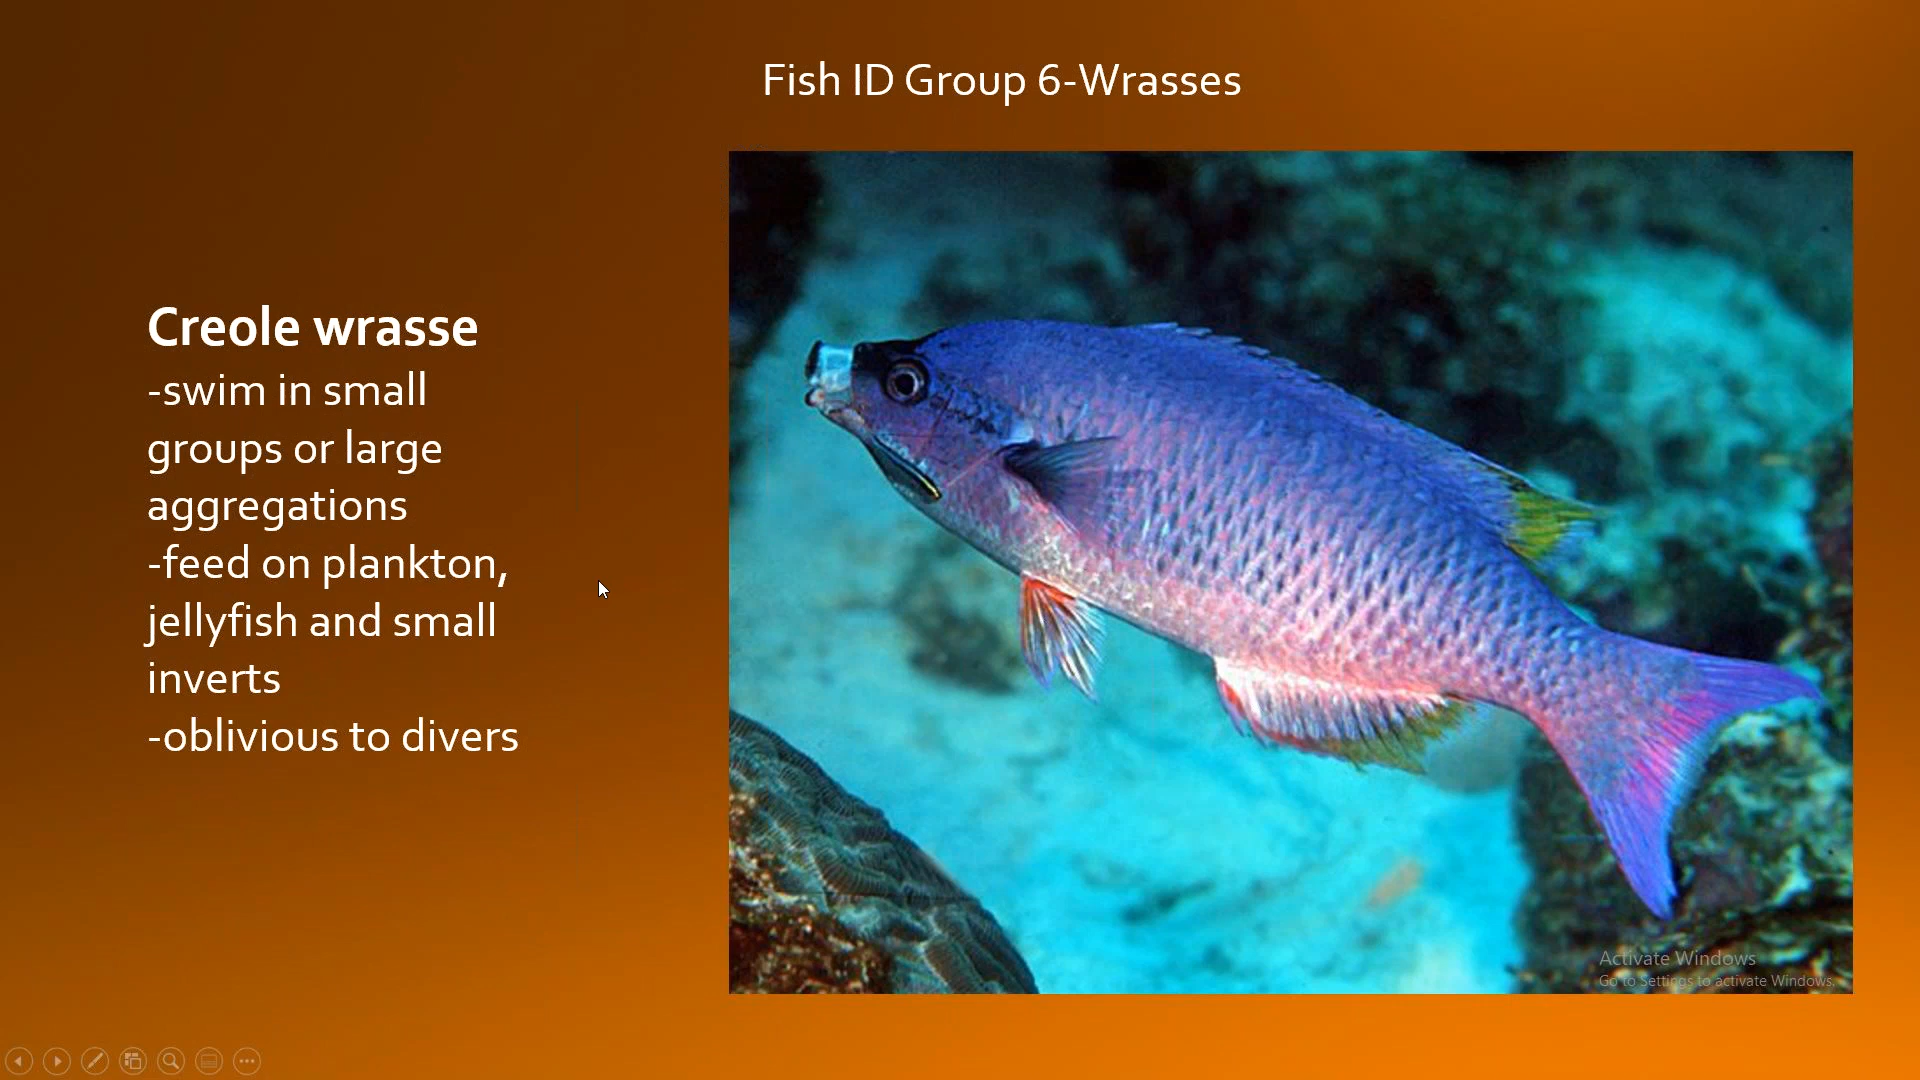 Fish ID Group 6-Wrasses
Creole wrasse
-swim in small
groups or large
aggregations
-feed on plankton,
jellyfish and small
inverts
-oblivious to divers
Activate Windows
Go to Settings to activate Windows.